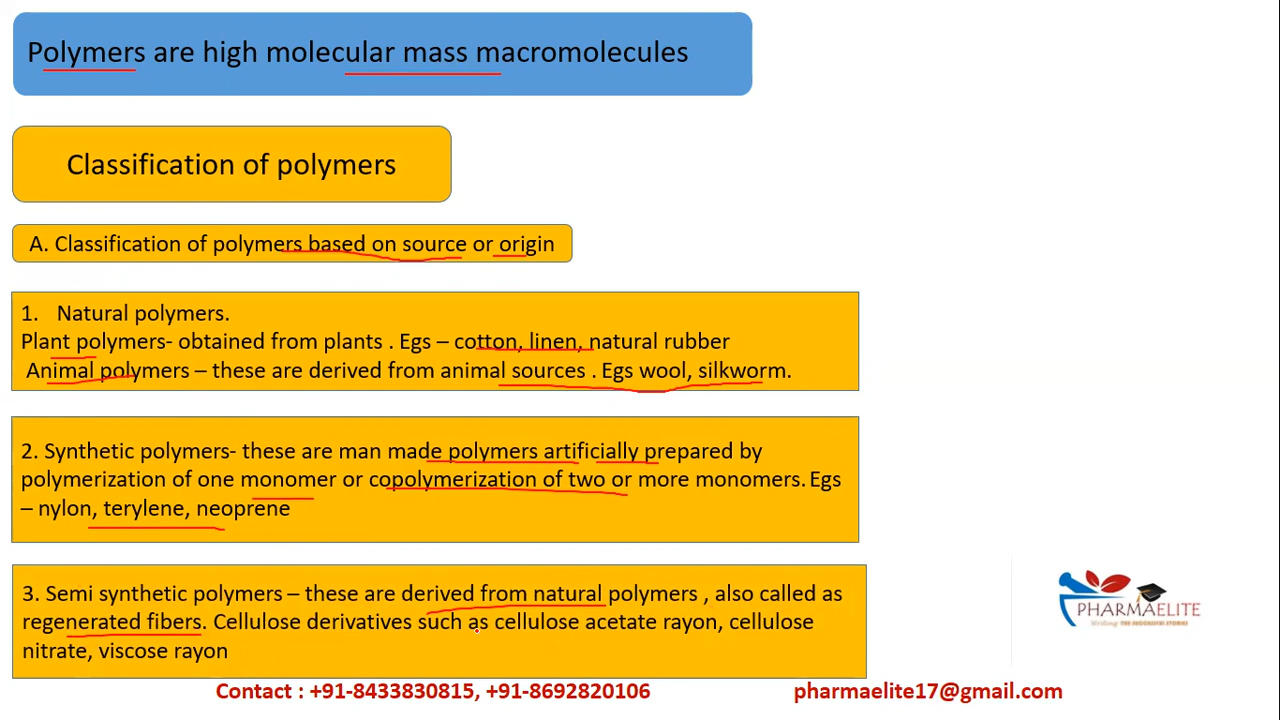 Polymers are high molecular mass macromolecules
Classification of polymers
A. Classification of polymers based on source or origin
1. Natural polymers.
Plant polymers- obtained from plants . Egs – cotton, linen, natural rubber
Animal polymers – these are derived from animal sources . Egs wool, silkworm.
2. Synthetic polymers- these are man made polymers artificially prepared by
polymerization of one monomer or copolymerization of two or more monomers. Egs
– nylon, terylene, neoprene
3. Semi synthetic polymers – these are derived from natural polymers , also called as
regenerated fibers. Cellulose derivatives such as cellulose acetate rayon, cellulose
nitrate, viscose rayon
PHARMAELITE
Writing THE SUCCESSFUL STORIES
Contact : +91-8433830815, +91-8692820106
pharmaelite17@gmail.com